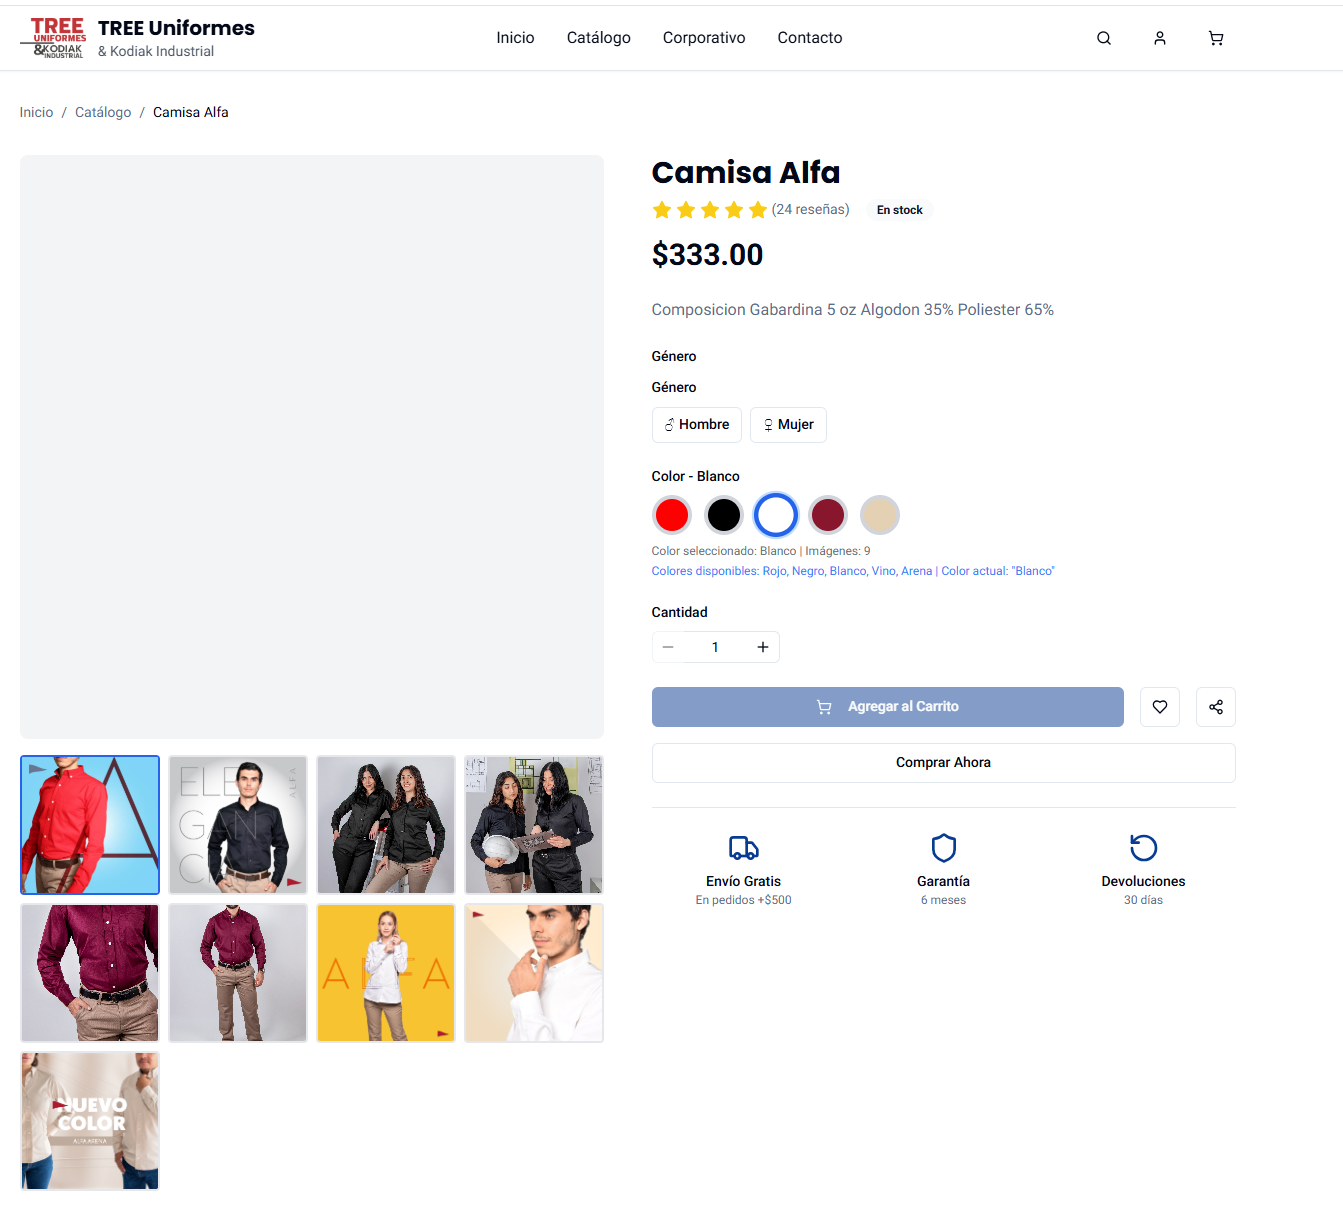 TREE
UNIFORMES
&KODIAK
INDUSTRIAL
TREE Uniformes
& Kodiak Industrial
Inicio
Catálogo
Corporativo
Contacto
Inicio / Catálogo / Camisa Alfa
Camisa Alfa
(24 reseñas)
En stock
$333.00
Composicion Gabardina 5 oz Algodon 35% Poliester 65%
Género
Género
♂ Hombre
♀ Mujer
Color - Blanco
Color seleccionado: Blanco | Imágenes: 9
Colores disponibles: Rojo, Negro, Blanco, Vino, Arena | Color actual: "Blanco"
Cantidad
1
Agregar al Carrito
Comprar Ahora
Envío Gratis
En pedidos +$500
Garantía
6 meses
Devoluciones
30 días
A
ELE
GAN
C
ALFA
A L F A
NUEVO
COLOR
ALFA ARENA